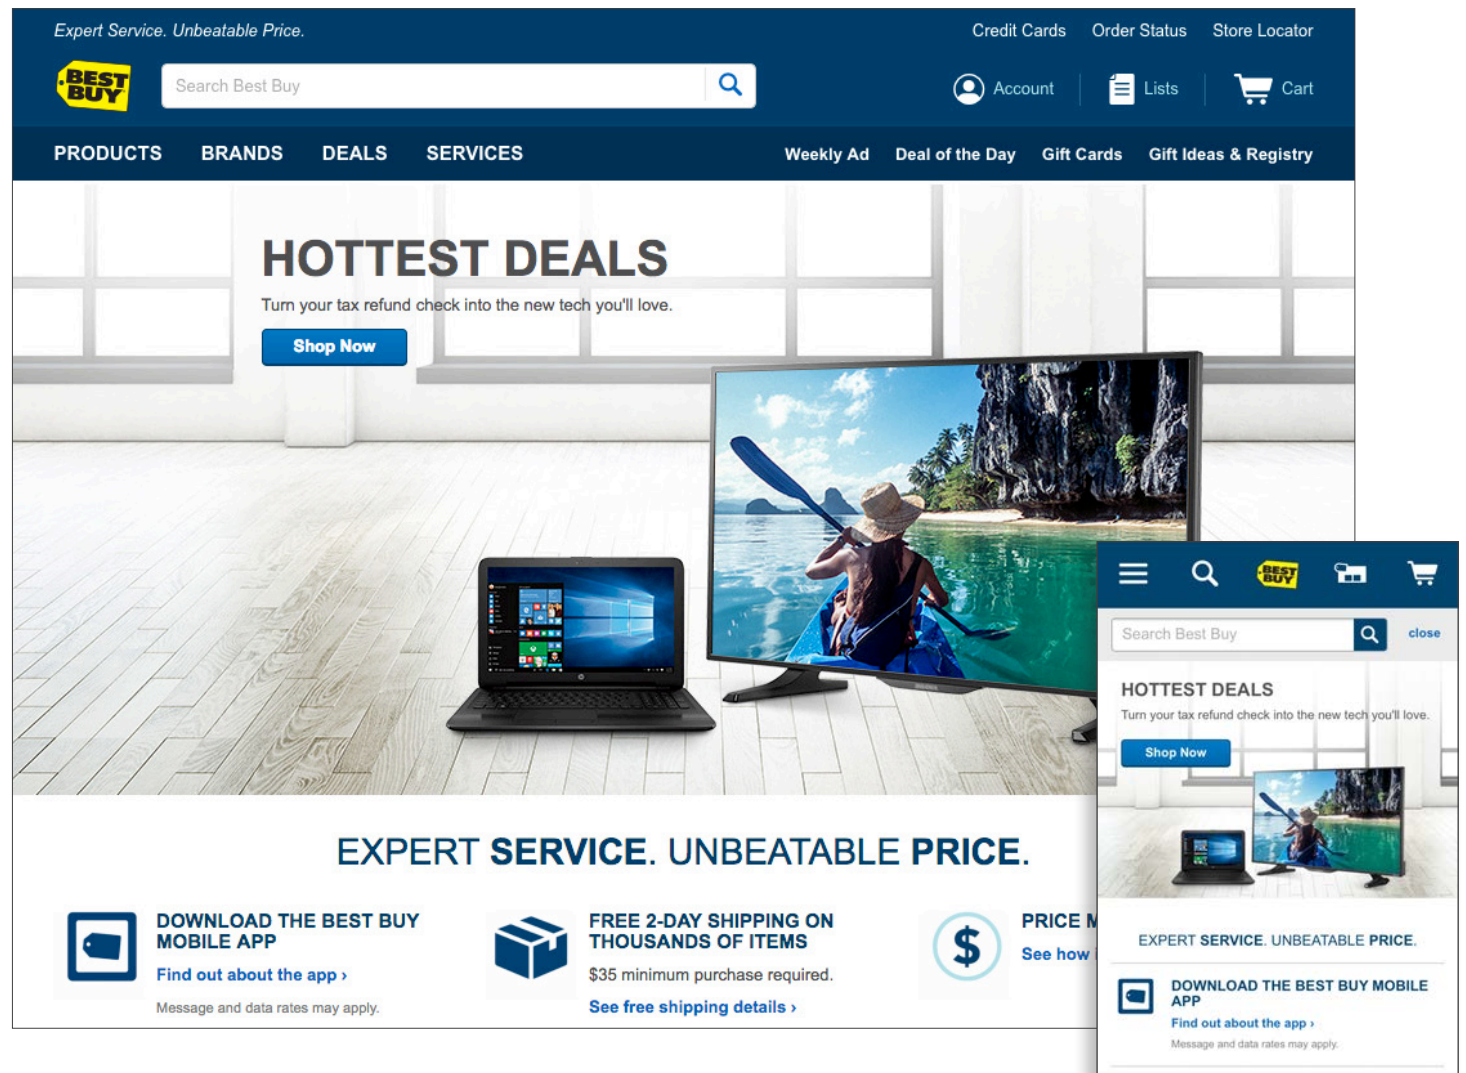 Expert Service. Unbeatable Price.
Credit Cards Order Status Store Locator
BEST
BUY
Search Best Buy
Account Lists Cart
PRODUCTS BRANDS DEALS SERVICES
Weekly Ad Deal of the Day Gift Cards Gift Ideas & Registry
HOTTEST DEALS
Turn your tax refund check into the new tech you'll love.
Shop Now
EXPERT SERVICE. UNBEATABLE PRICE.
DOWNLOAD THE BEST BUY
MOBILE APP
Find out about the app ›
Message and data rates may apply.
FREE 2-DAY SHIPPING ON
THOUSANDS OF ITEMS
$35 minimum purchase required.
See free shipping details ›
$
PRICE
See how
BEST
BUY
Search Best Buy
close
HOTTEST DEALS
Turn your tax refund check into the new tech you'll love.
Shop Now
EXPERT SERVICE. UNBEATABLE PRICE.
DOWNLOAD THE BEST BUY MOBILE
APP
Find out about the app ›
Message and data rates may apply.